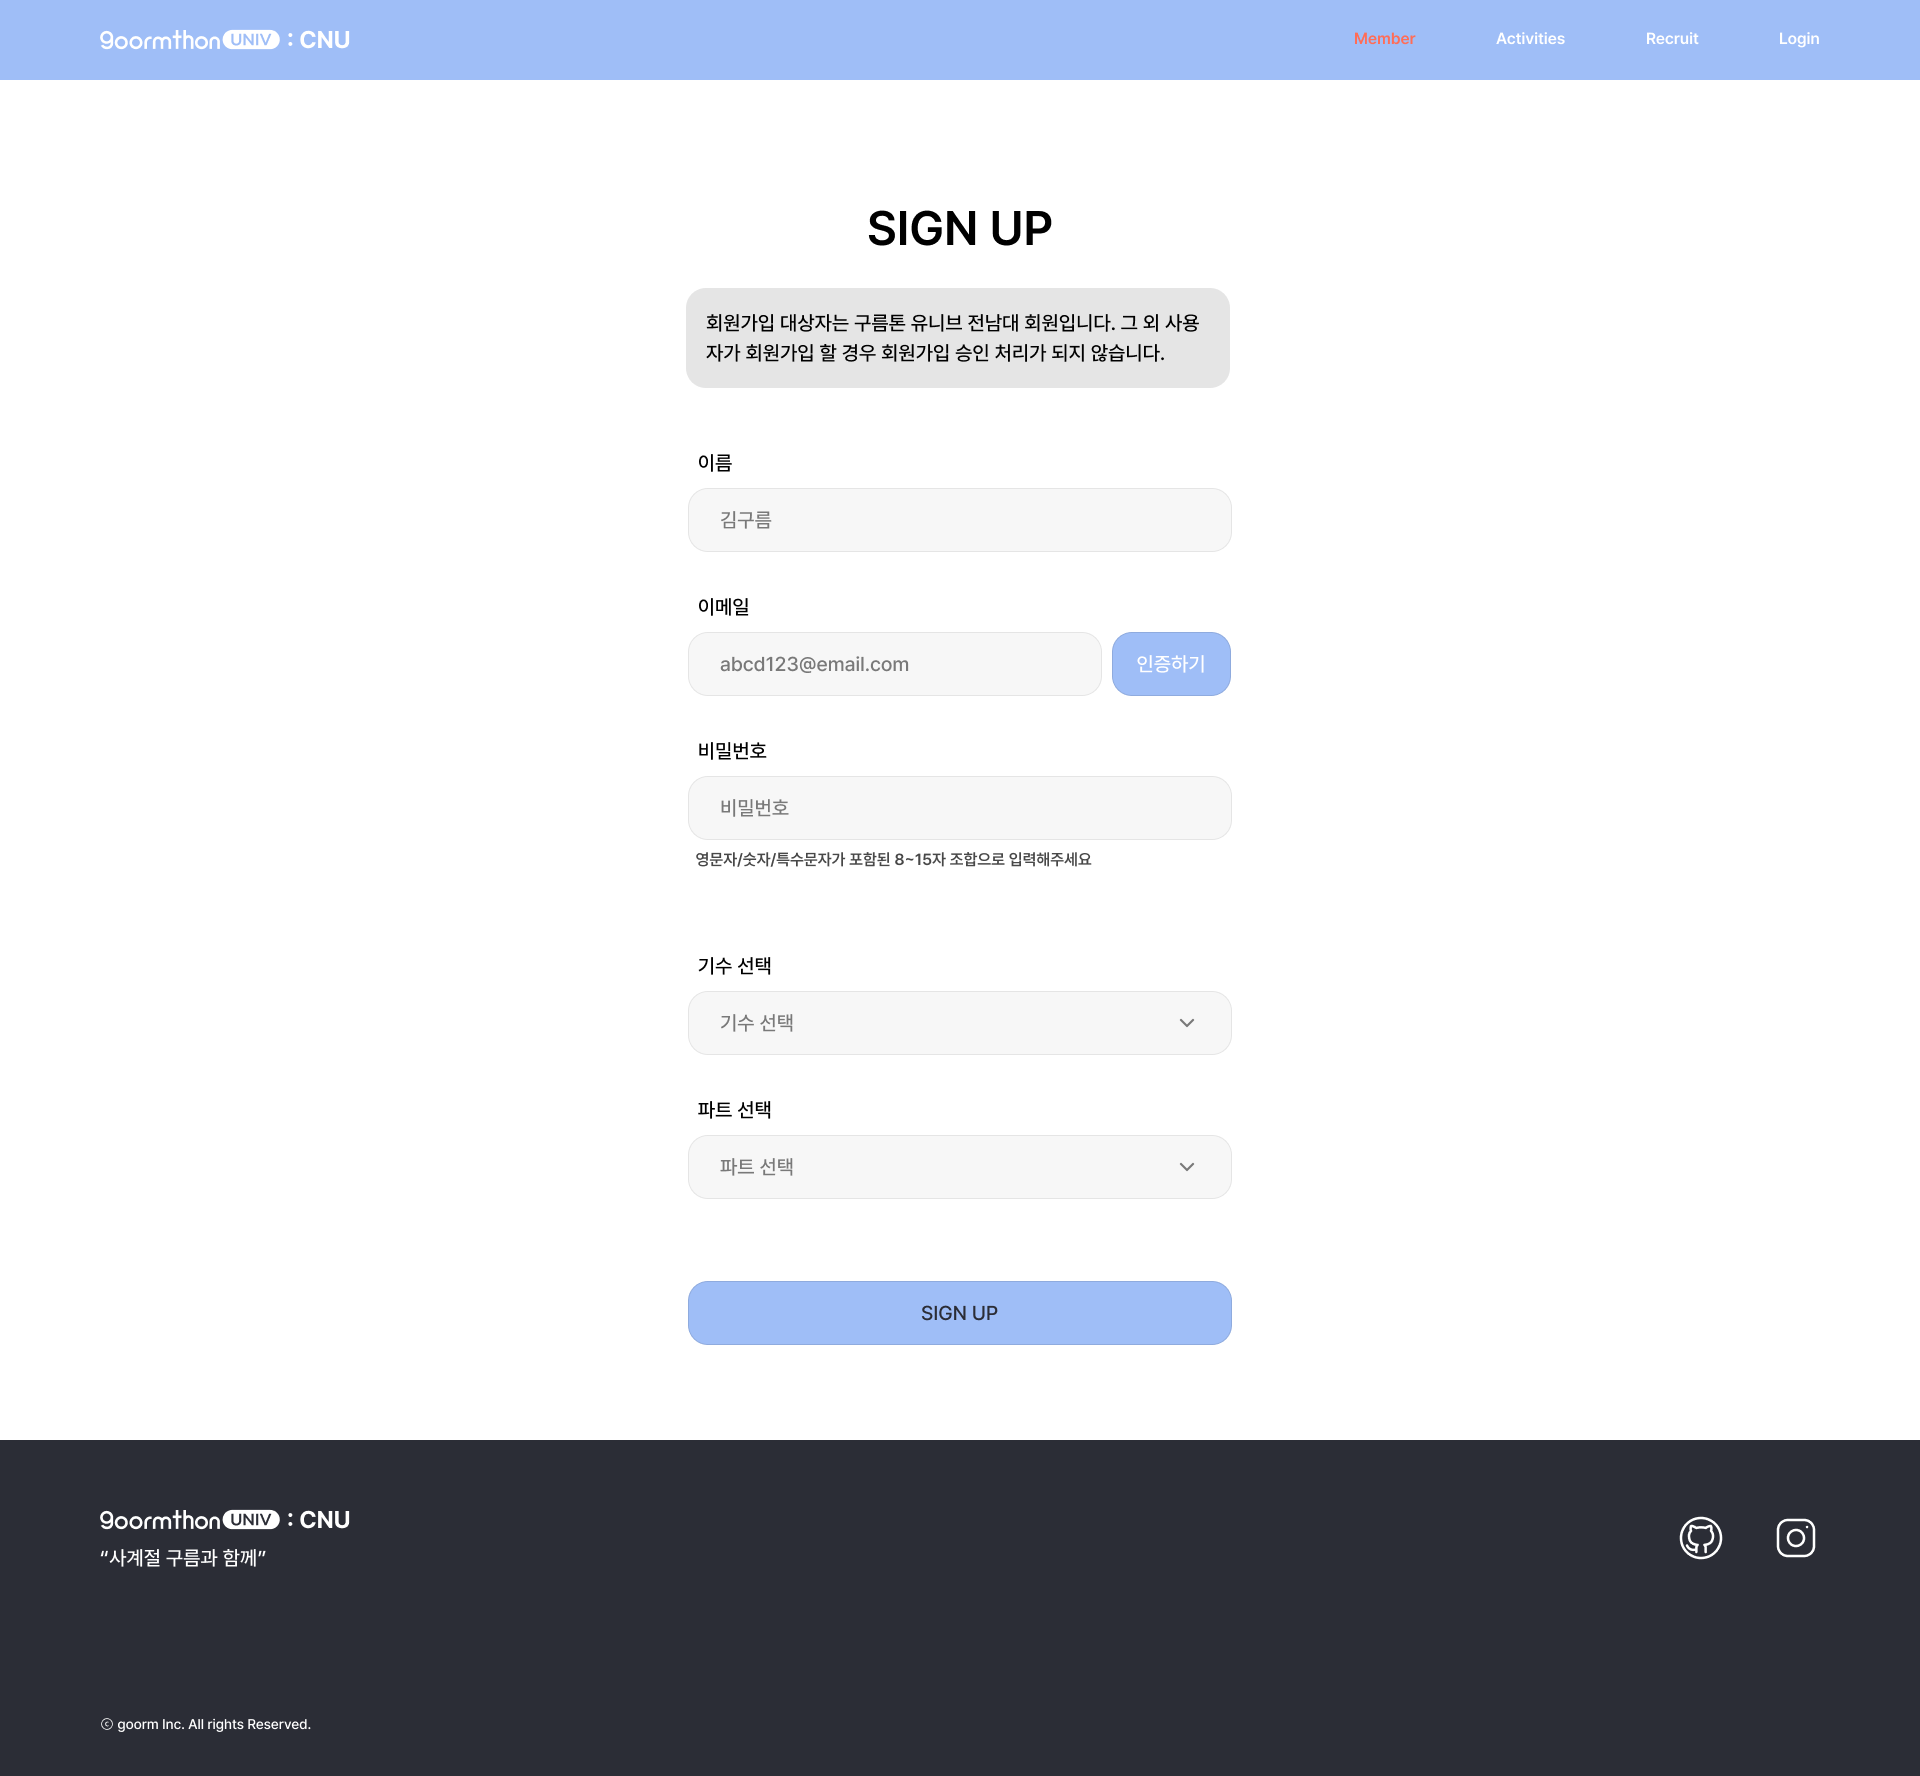 goormthon UNIV : CNU
Member Activities Recruit Login
SIGN UP
회원가입 대상자는 구름톤 유니브 전남대 회원입니다. 그 외 사용
자가 회원가입 할 경우 회원가입 승인 처리가 되지 않습니다.
이름
김구름
이메일
abcd123@email.com 인증하기
비밀번호
비밀번호
영문자/숫자/특수문자가 포함된 8~15자 조합으로 입력해주세요
기수 선택
기수 선택
파트 선택
파트 선택
SIGN UP
goormthon UNIV : CNU
“사계절 구름과 함께”
ⓒ goorm Inc. All rights Reserved.